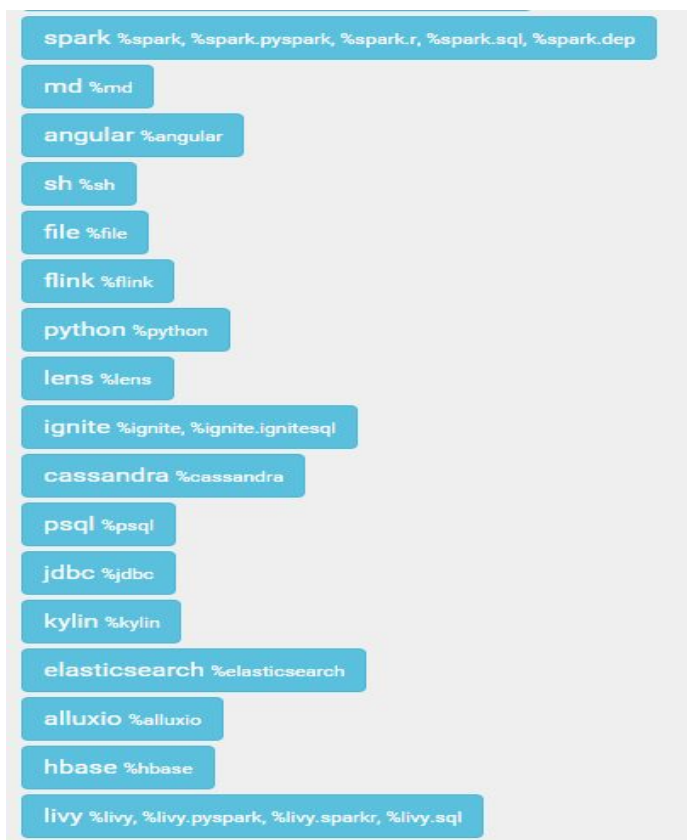 spark %spark, %spark.pyspark, %spark.r, %spark.sql, %spark.dep
md %md
angular %angular
sh %sh
file %file
flink %flink
python %python
lens %lens
ignite %ignite, %ignite.ignitesql
cassandra %cassandra
psql %psql
jdbc %jdbc
kylin %kylin
elasticsearch %elasticsearch
alluxio %alluxio
hbase %hbase
livy %livy, %livy.pyspark, %livy.sparkr, %livy.sql